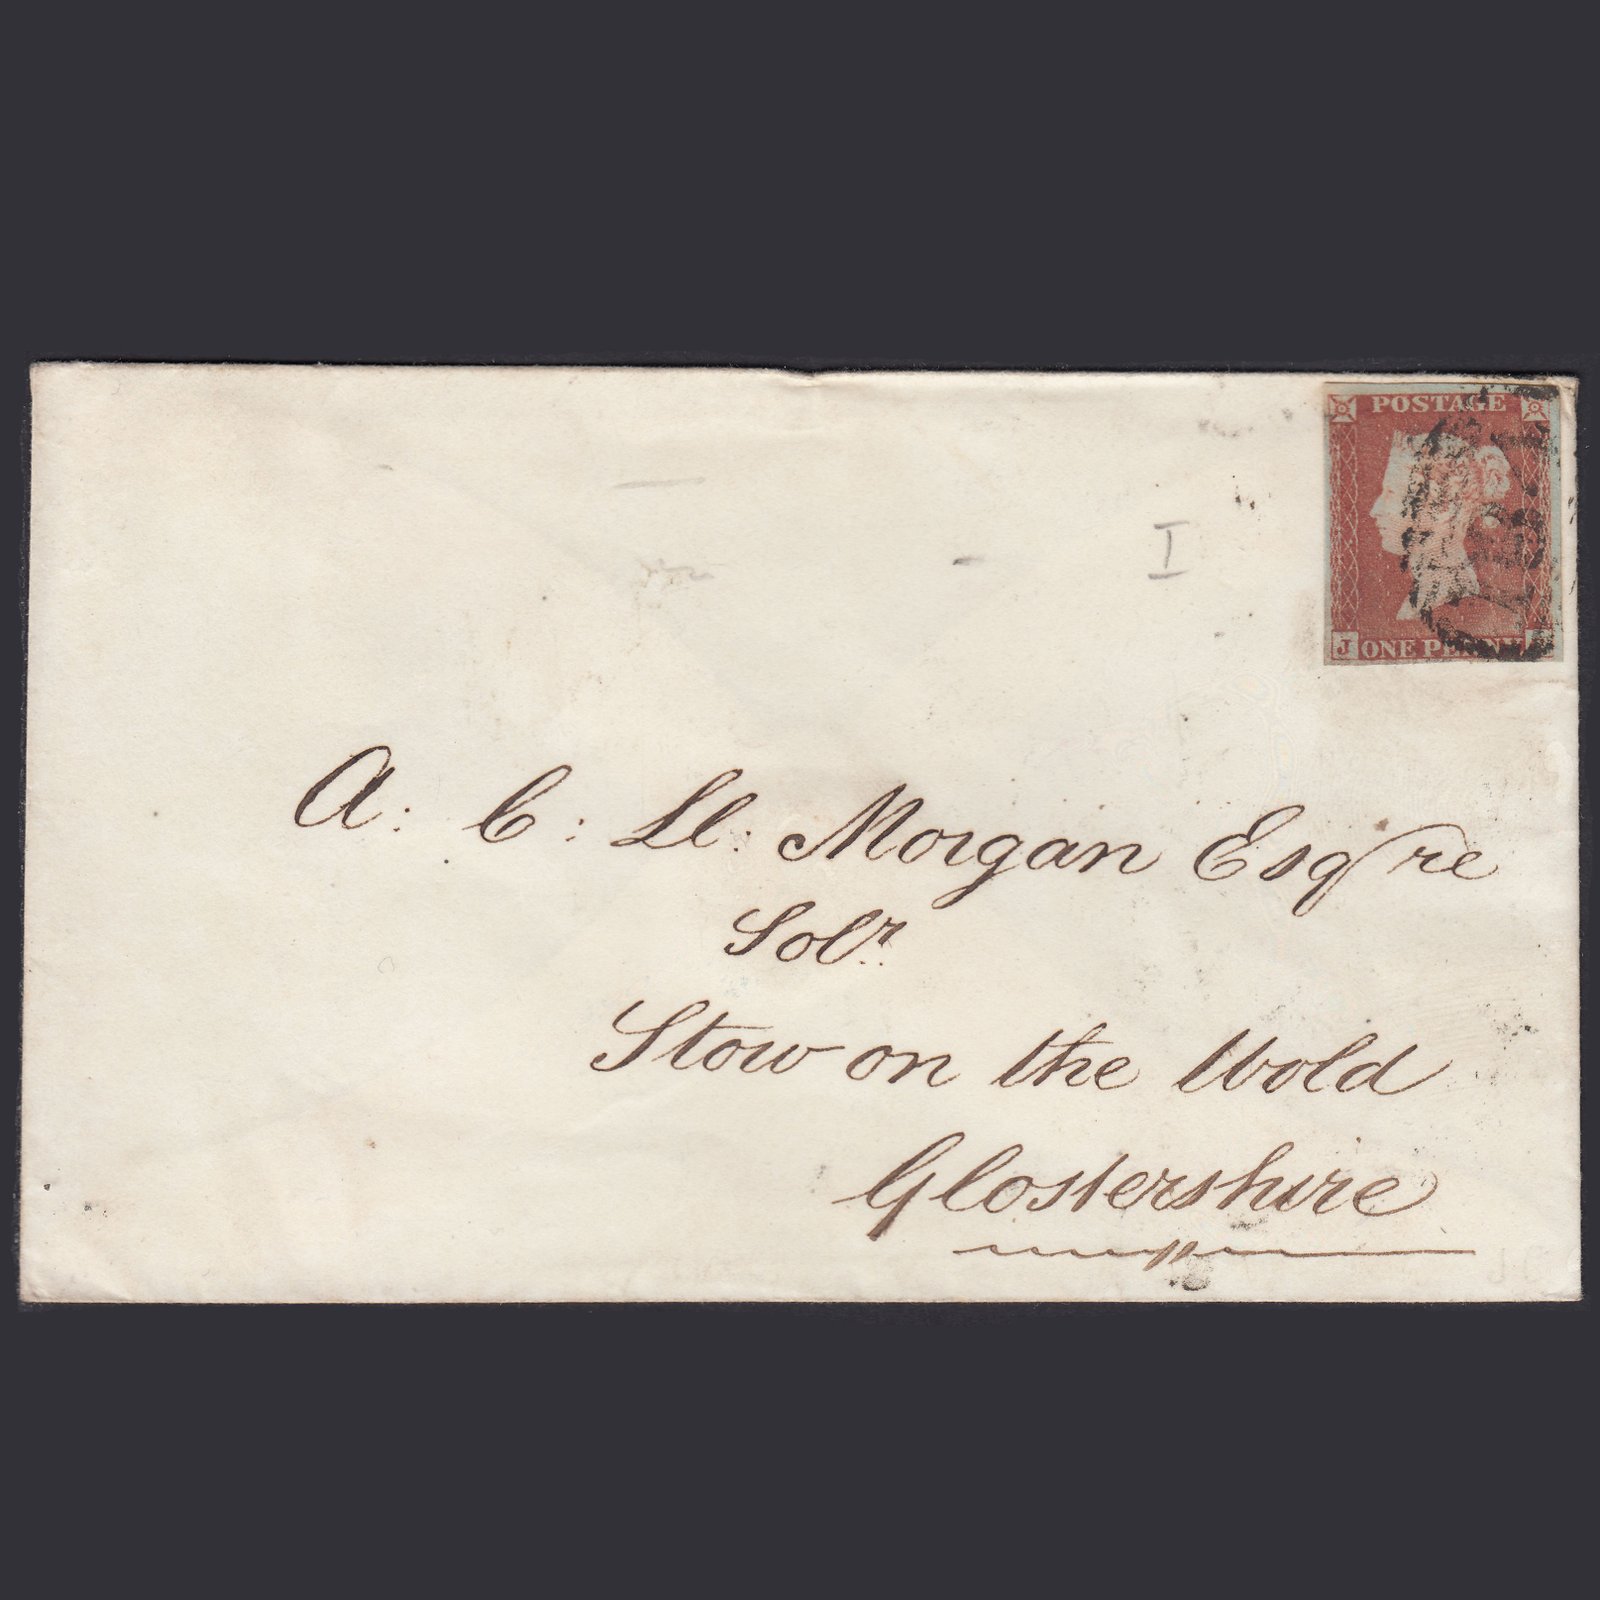 POSTAGE
J ONE PENNY
I
A: C: Ll: Morgan Esqre
Solr.
Stow on the Wold
Glostershire